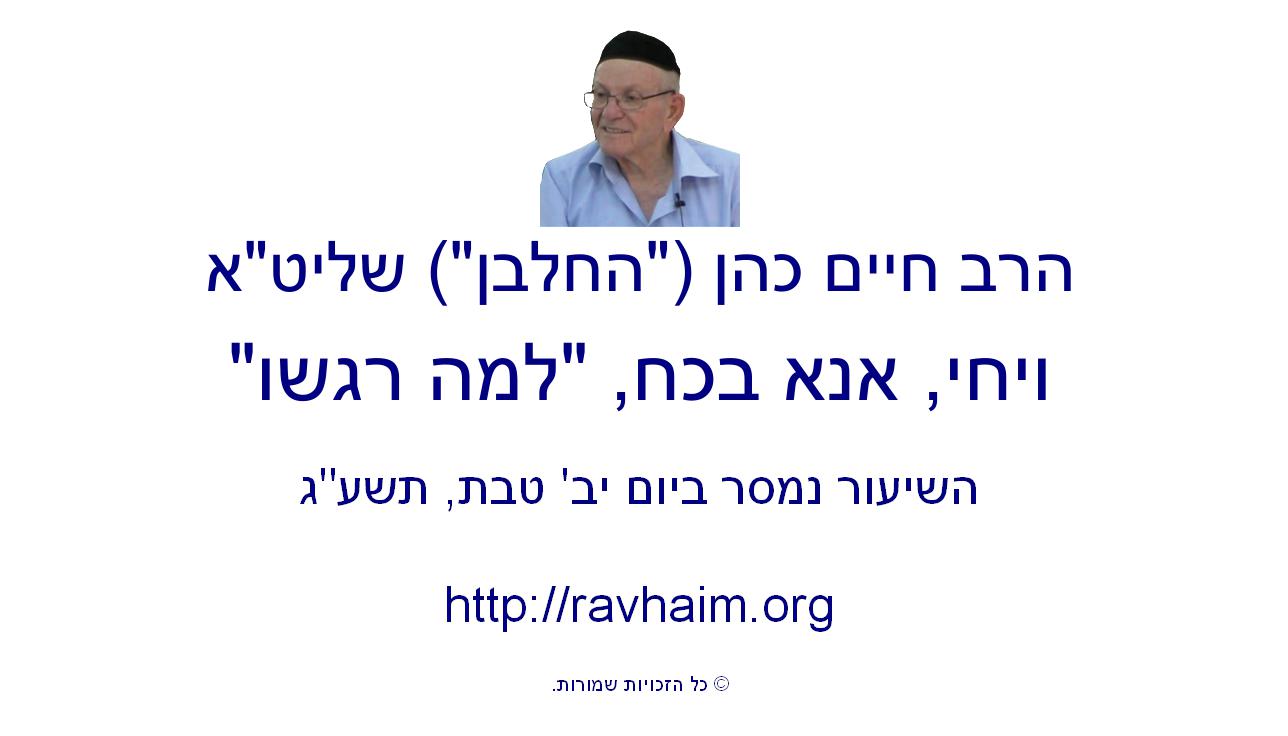 הרב חיים כהן ("החלבן") שליט"א
ויחי, אנא בכח, "למה רגשו"
השיעור נמסר ביום יב' טבת, תשע''ג
http://ravhaim.org
© כל הזכויות שמורות.